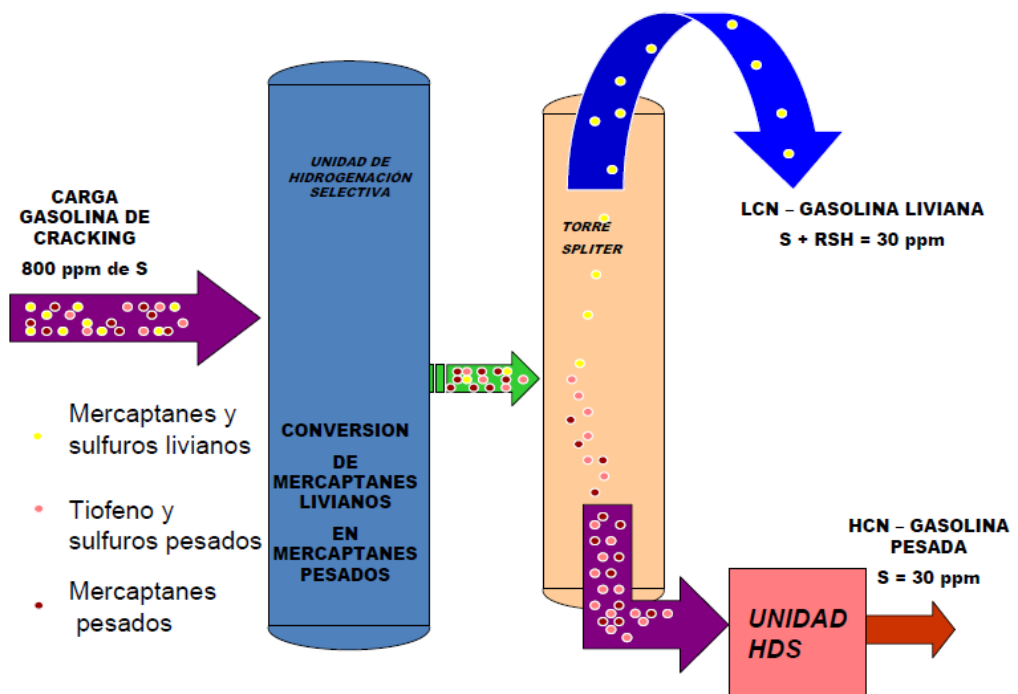 UNIDAD DE
HIDROGENACIÓN
SELECTIVA
CARGA
GASOLINA DE
CRACKING
800 ppm de S
TORRE
SPLITER
LCN – GASOLINA LIVIANA
S + RSH = 30 ppm
Mercaptanes y
sulfuros livianos
Tiofeno y
sulfuros pesados
Mercaptanes
pesados
CONVERSION
DE
MERCAPTANES
LIVIANOS
EN
MERCAPTANES
PESADOS
HCN – GASOLINA
PESADA
S = 30 ppm
UNIDAD
HDS